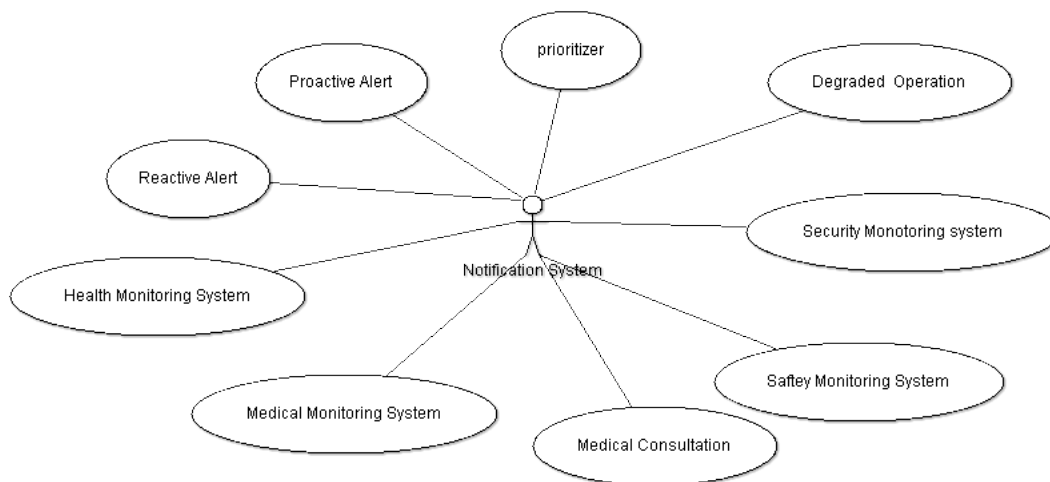 prioritizer
Proactive Alert
Degraded Operation
Reactive Alert
Security Monotoring system
Notification System
Health Monitoring System
Saftey Monitoring System
Medical Monitoring System
Medical Consultation